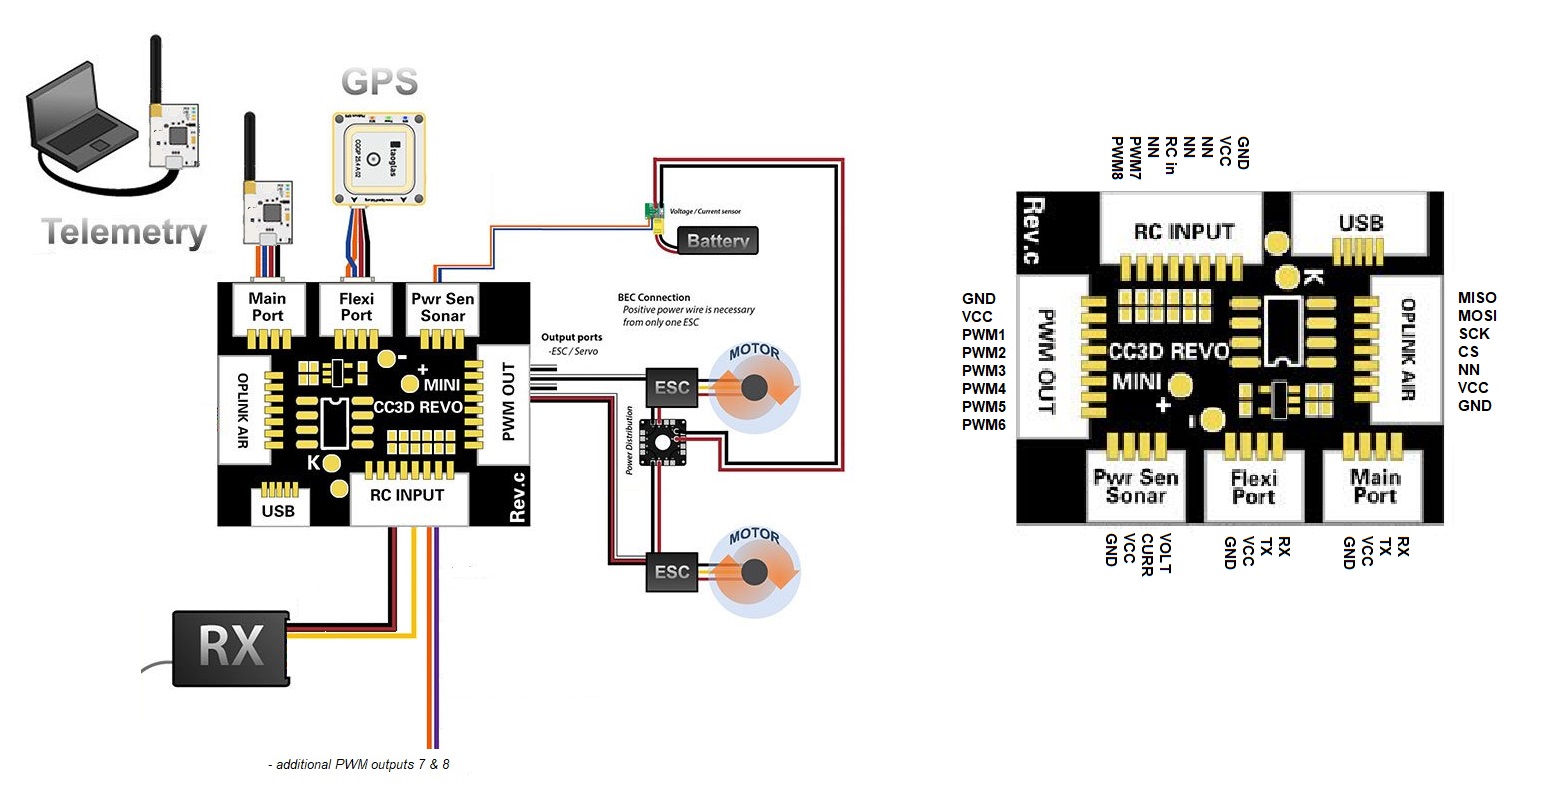 GPS
Telemetry
taoglas
Voltage / Current sensor
Battery
BEC Connection
Positive power wire is necessary
from only one ESC
Output ports
-ESC / Servo
Main
Port
Flexi
Port
Pwr Sen
Sonar
OPLINK AIR
PWM OUT
-
+
MINI
CC3D REVO
K
USB
RC INPUT
Rev.c
ESC
MOTOR
Power Distribution
ESC
MOTOR
RX
- additional PWM outputs 7 & 8
PWM8
PWM7
NN
RC in
NN
NN
VCC
GND
Rev.c
RC INPUT
USB
K
GND
VCC
PWM1
PWM2
PWM3
PWM4
PWM5
PWM6
PWM OUT
CC3D REVO
MINI
+
-
OPLINK AIR
MISO
MOSI
SCK
CS
NN
VCC
GND
Pwr Sen
Sonar
Flexi
Port
Main
Port
GND
VCC
CURR
VOLT
GND
VCC
TX
RX
GND
VCC
TX
RX